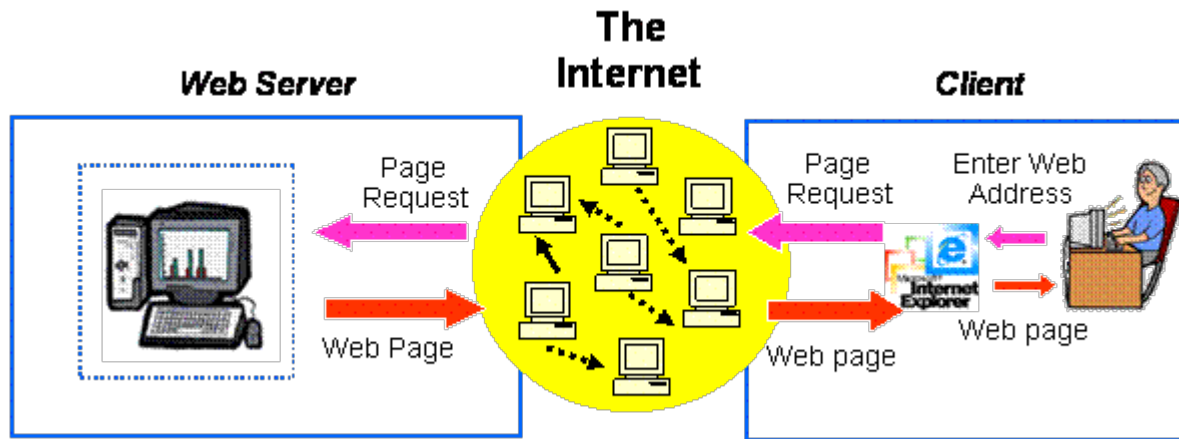 The
Internet
Web Server
Client
Page
Request
Page
Request
Enter Web
Address
Microsoft
Internet
Explorer
Web Page
Web page
Web page